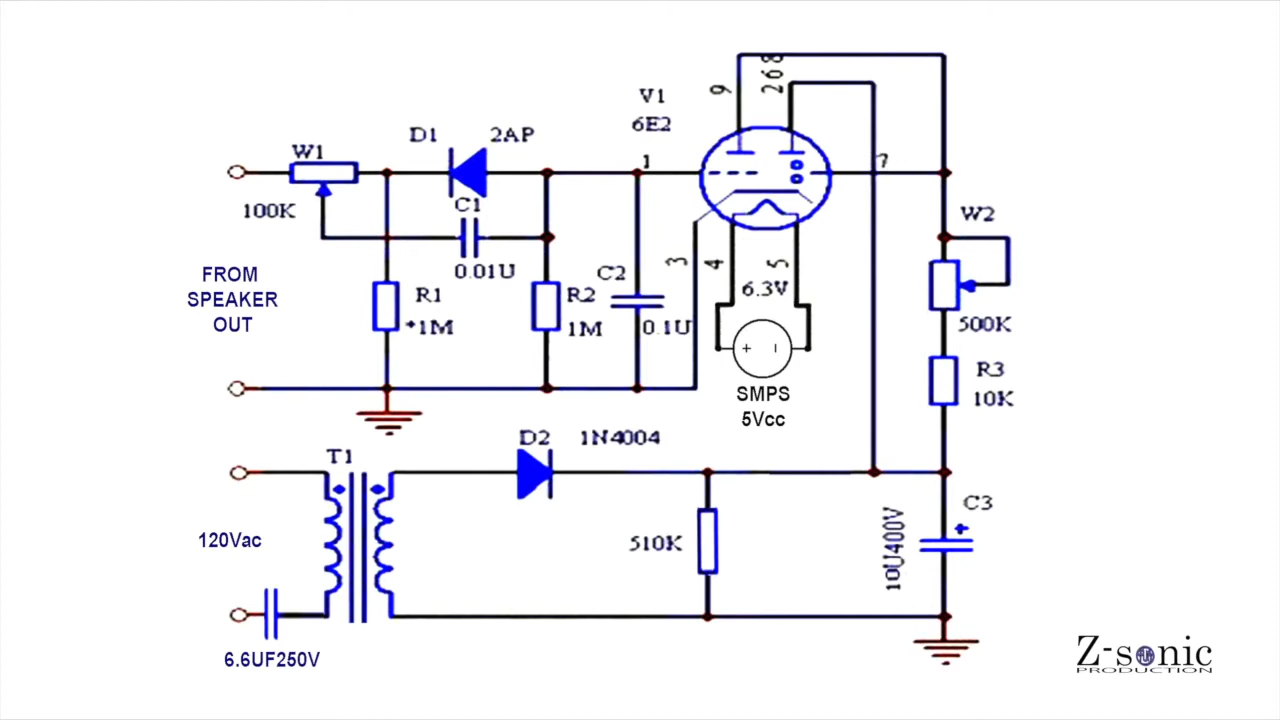 V1
6E2
9
268
D1
2AP
W1
1
7
100K
C1
W2
0.01U
FROM
SPEAKER
OUT
R1
*1M
R2
1M
C2
0.1U
3
4
5
6.3V
+
SMPS
5Vcc
500K
R3
10K
T1
D2
1N4004
120Vac
510K
10U400V
C3
+
6.6UF250V
Z-sonic
PRODUCTION